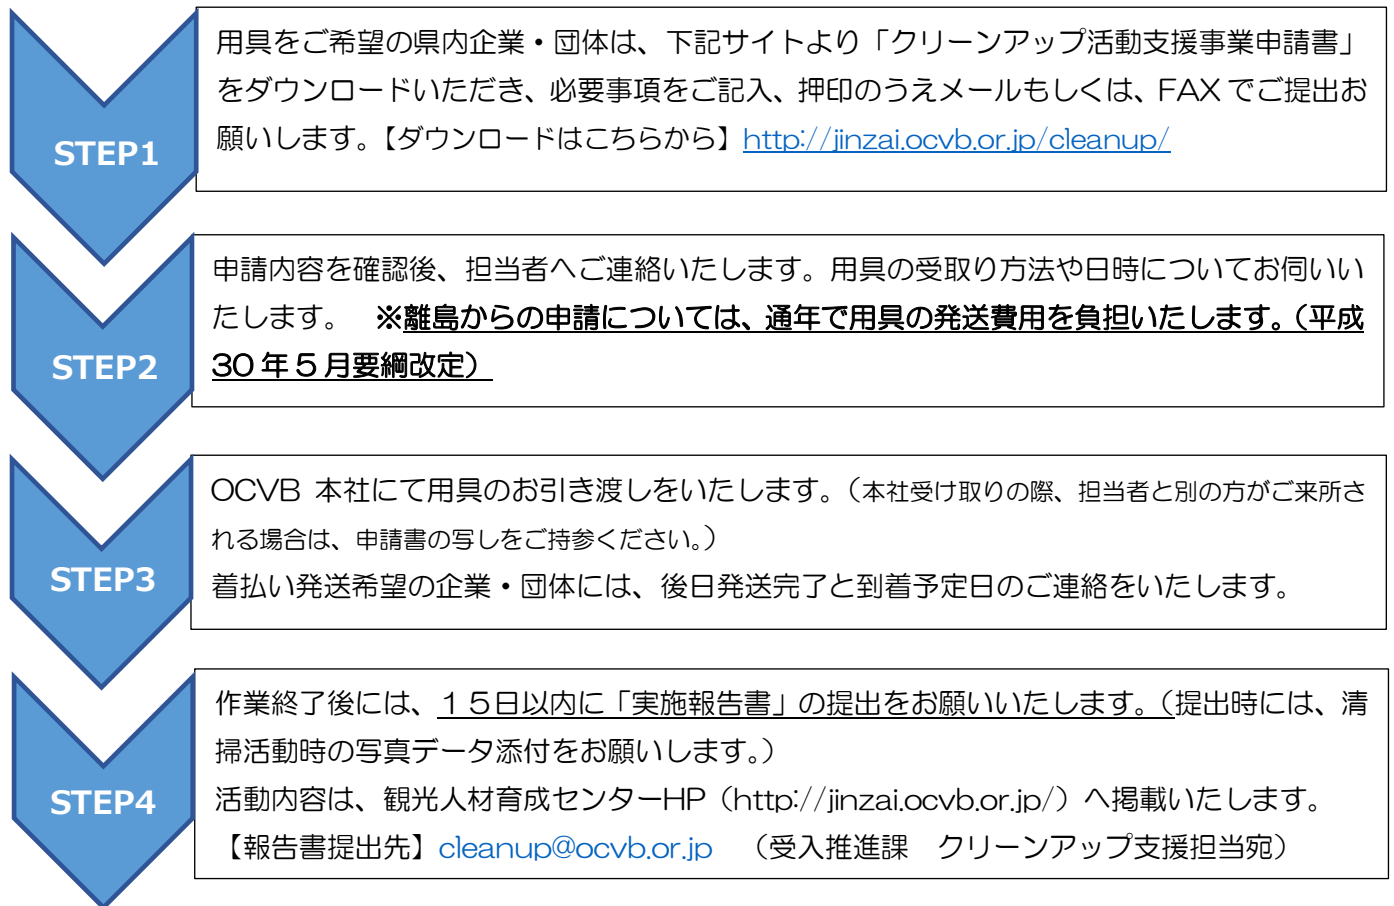 STEP1
用具をご希望の県内企業・団体は、下記サイトより「クリーンアップ活動支援事業申請書」
をダウンロードいただき、必要事項をご記入、押印のうえメールもしくは、FAX でご提出お
願いします。【ダウンロードはこちらから】http://jinzai.ocvb.or.jp/cleanup/
STEP2
申請内容を確認後、担当者へご連絡いたします。用具の受取り方法や日時についてお伺いい
たします。　※離島からの申請については、通年で用具の発送費用を負担いたします。（平成
30 年 5 月要綱改定）
STEP3
OCVB 本社にて用具のお引き渡しをいたします。（本社受け取りの際、担当者と別の方がご来所さ
れる場合は、申請書の写しをご持参ください。）
着払い発送希望の企業・団体には、後日発送完了と到着予定日のご連絡をいたします。
STEP4
作業終了後には、１５日以内に「実施報告書」の提出をお願いいたします。（提出時には、清
掃活動時の写真データ添付をお願いします。）
活動内容は、観光人材育成センターHP（http://jinzai.ocvb.or.jp/）へ掲載いたします。
【報告書提出先】cleanup@ocvb.or.jp　（受入推進課　クリーンアップ支援担当宛）